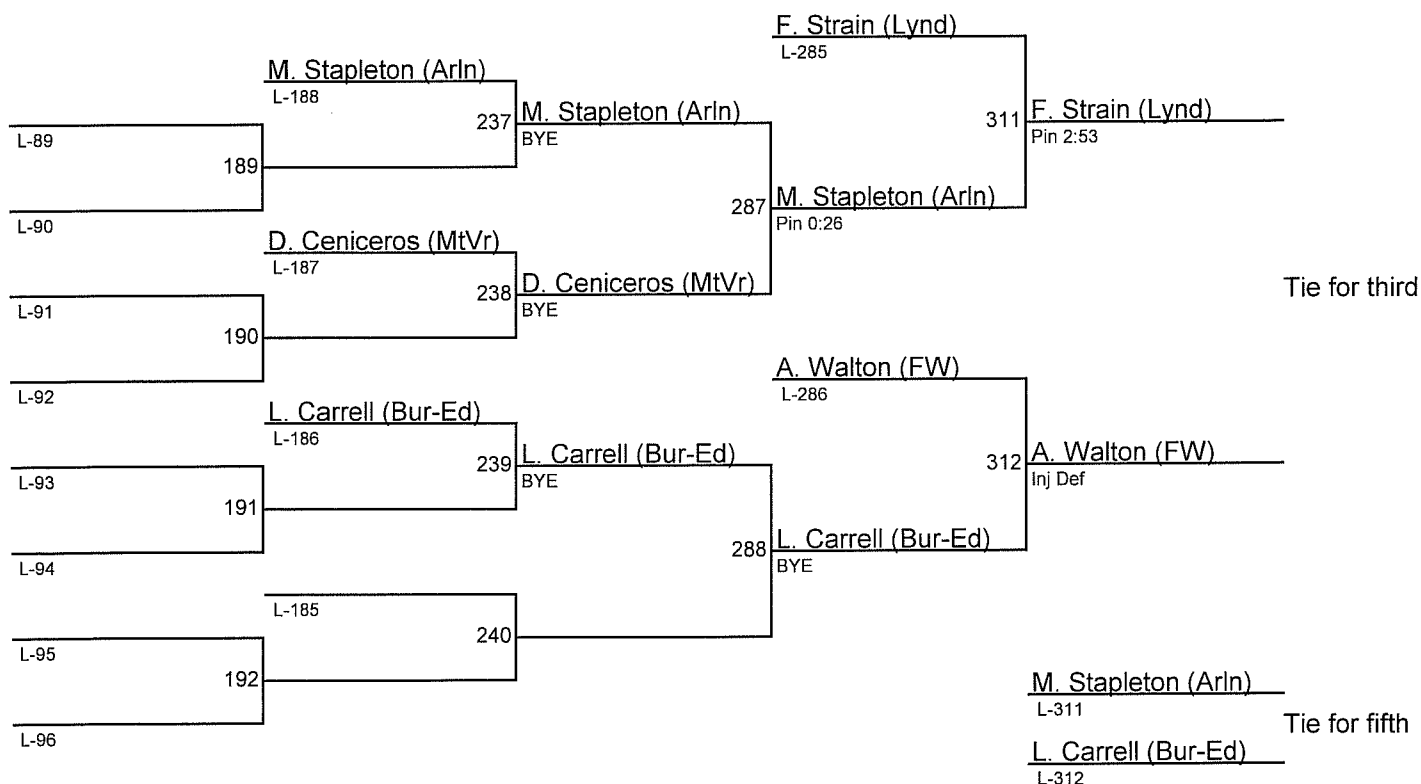 F. Strain (Lynd)
L-285
M. Stapleton (Arln)
L-188
237 M. Stapleton (Arln)
BYE
311 F. Strain (Lynd)
Pin 2:53
L-89
189
L-90
287 M. Stapleton (Arln)
Pin 0:26
D. Ceniceros (MtVr)
L-187
238 D. Ceniceros (MtVr)
BYE
Tie for third
L-91
190
L-92
A. Walton (FW)
L-286
L. Carrell (Bur-Ed)
L-186
239 L. Carrell (Bur-Ed)
BYE
312 A. Walton (FW)
Inj Def
L-93
191
L-94
288 L. Carrell (Bur-Ed)
BYE
L-185
240
L-95
192
L-96
M. Stapleton (Arln)
L-311
Tie for fifth
L. Carrell (Bur-Ed)
L-312